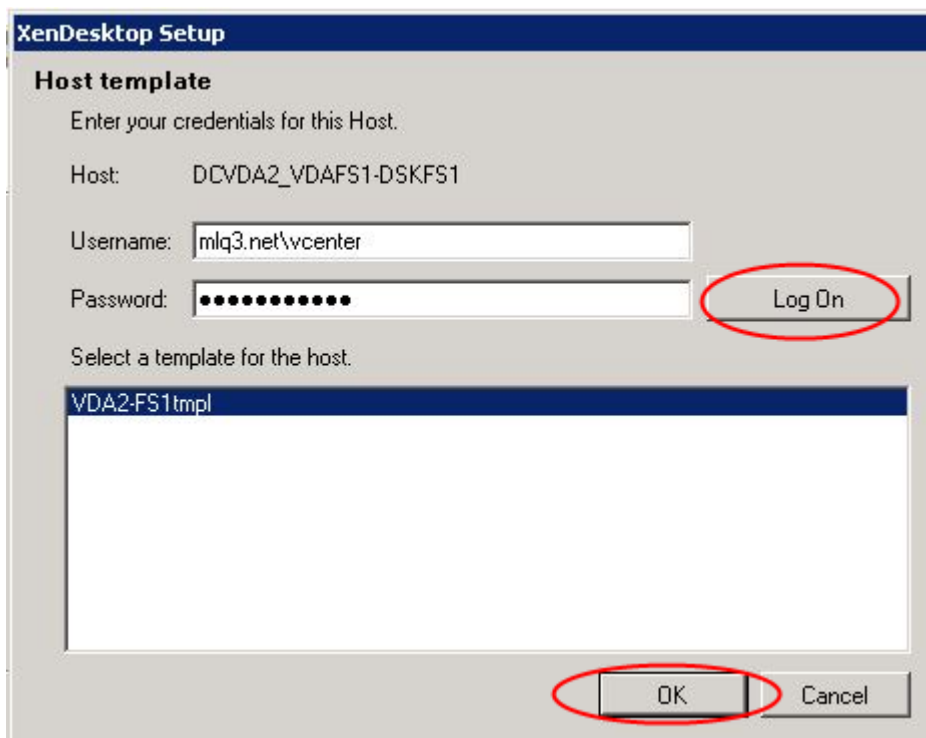 XenDesktop Setup
Host template
Enter your credentials for this Host.
Host: DCVDA2_VDAFS1-DSKFS1
Username: mlq3.net\vcenter
Password: ●●●●●●●●●●● Log On
Select a template for the host.
VDA2-FS1tmpl
OK Cancel